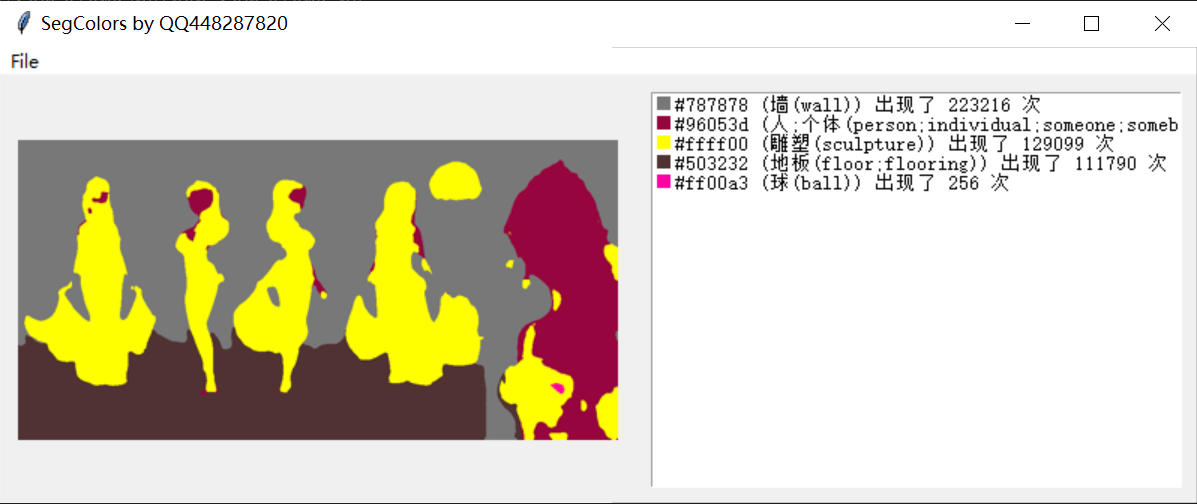 SegColors by QQ448287820
File
#787878 (墙(wall)) 出现了 223216 次
#96053d (人;个体(person;individual;someone;someb
#ffff00 (雕塑(sculpture)) 出现了 129099 次
#503232 (地板(floor;flooring)) 出现了 111790 次
#ff00a3 (球(ball)) 出现了 256 次